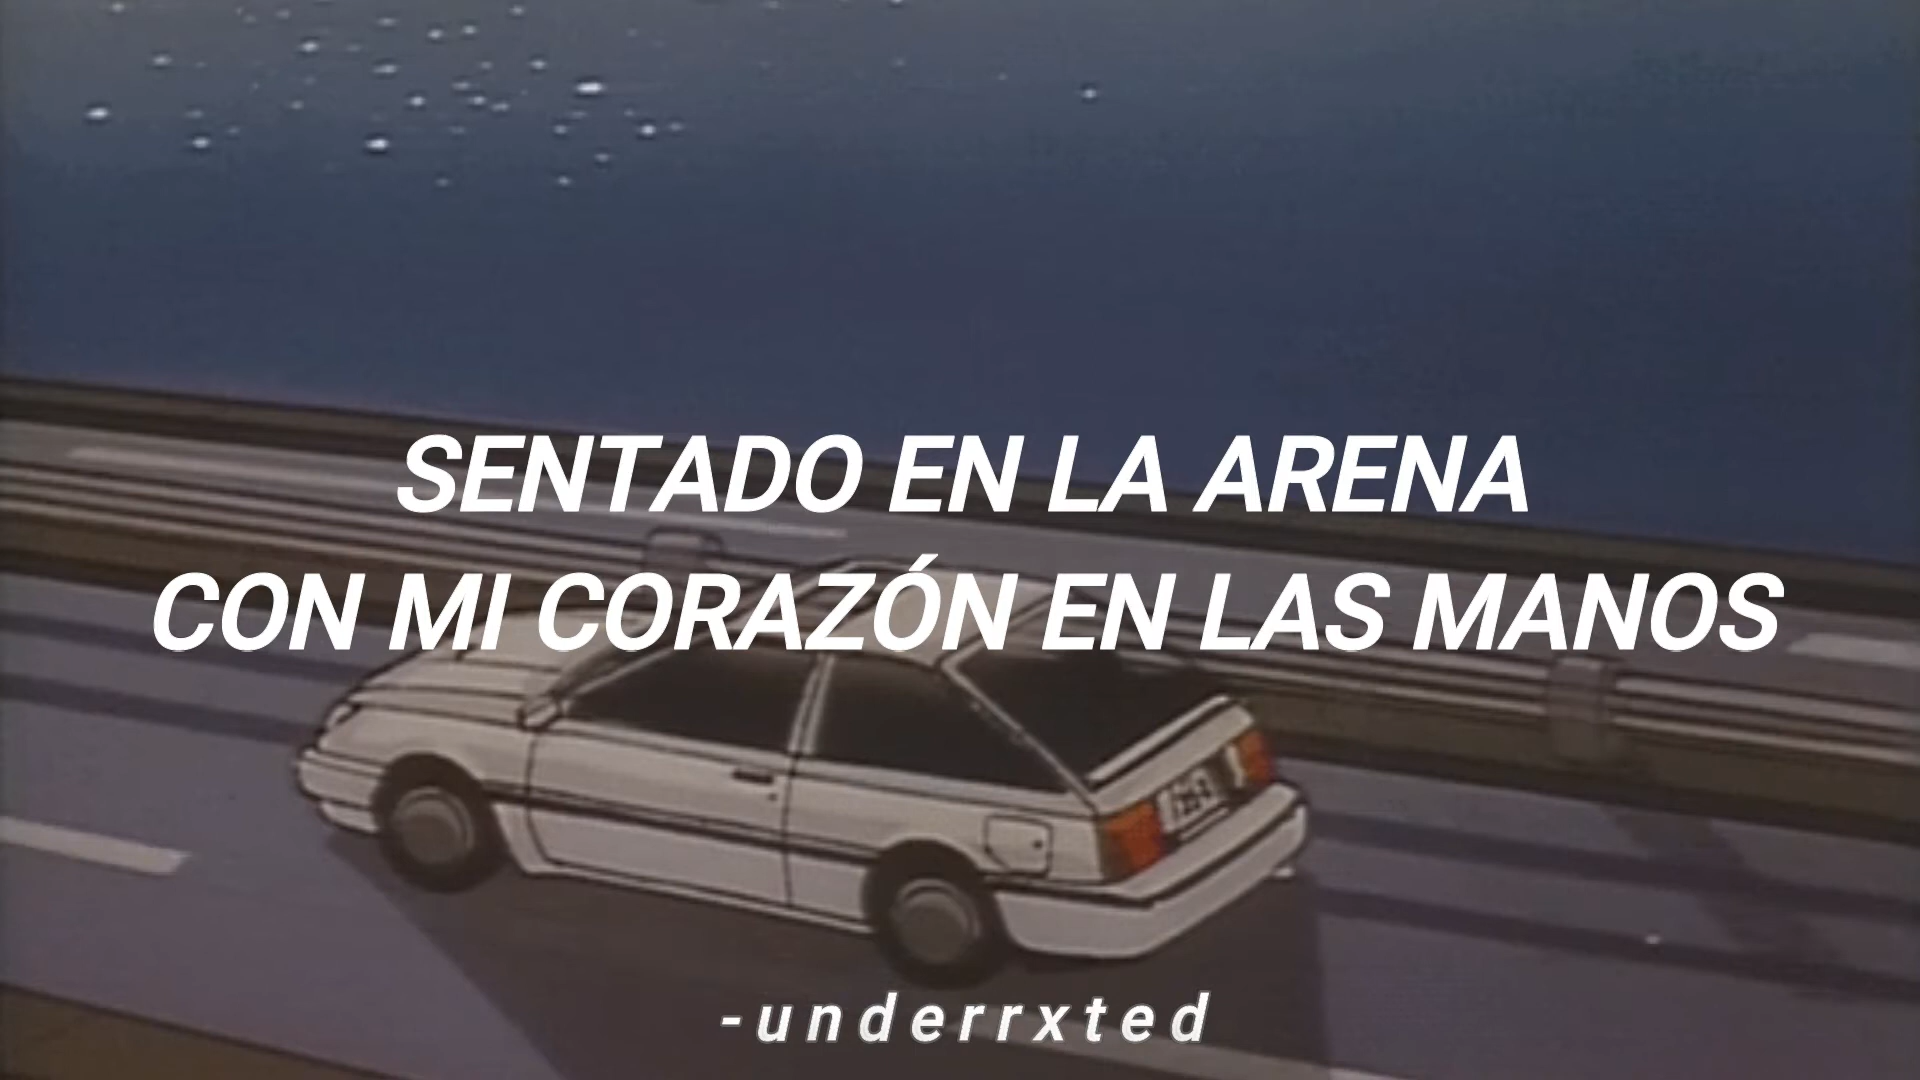 SENTADO EN LA ARENA
CON MI CORAZÓN EN LAS MANOS
-underrxted